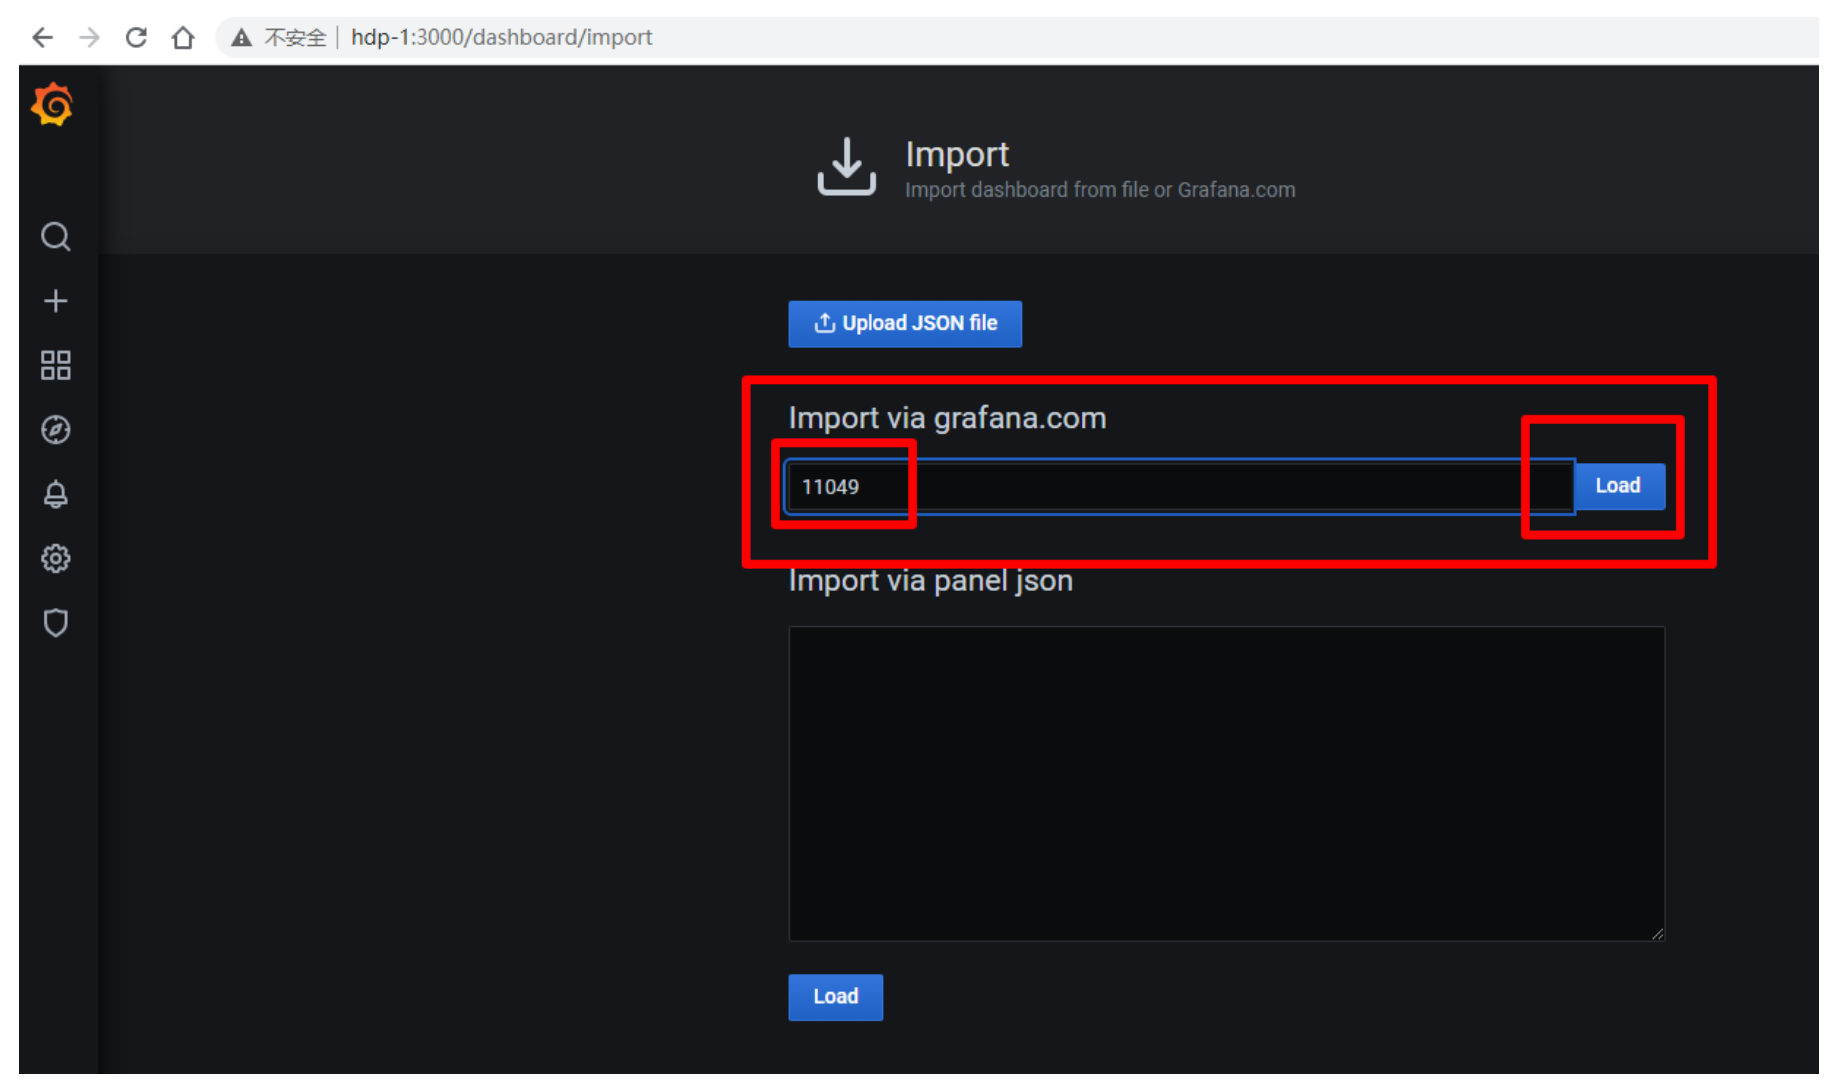 不安全 hdp-1:3000/dashboard/import
Import
Import dashboard from file or Grafana.com
Upload JSON file
Import via grafana.com
11049 Load
Import via panel json
Load